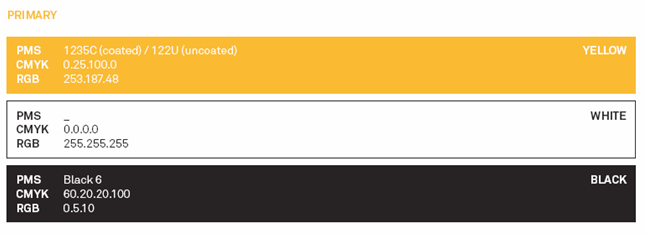 PRIMARY
PMS 1235C (coated) / 122U (uncoated) YELLOW
CMYK 0.25.100.0
RGB 253.187.48
PMS _ WHITE
CMYK 0.0.0.0
RGB 255.255.255
PMS Black 6 BLACK
CMYK 60.20.20.100
RGB 0.5.10